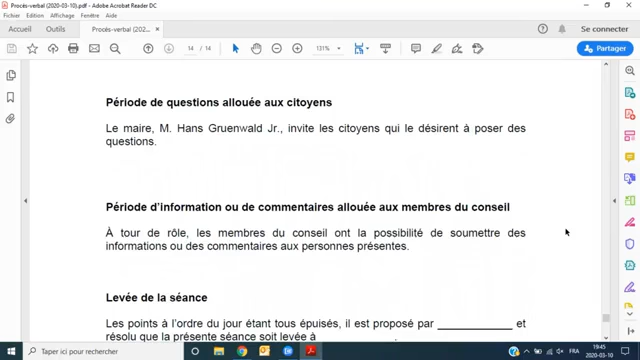 Procès-verbal (2020-03-10).pdf - Adobe Acrobat Reader DC
Fichier Edition Affichage Fenêtre Aide
Accueil Outils Procès-verbal (202... × Se connecter
14 / 14 131% Partager
Période de questions allouée aux citoyens
Le maire, M. Hans Gruenwald Jr., invite les citoyens qui le désirent à poser des
questions.
Période d'information ou de commentaires allouée aux membres du conseil
À tour de rôle, les membres du conseil ont la possibilité de soumettre des
informations ou des commentaires aux personnes présentes.
Levée de la séance
Les points à l'ordre du jour étant tous épuisés, il est proposé par ____________ et
résolu que la présente séance soit levée à ____________.
Taper ici pour rechercher
FRA
19:45
2020-03-10